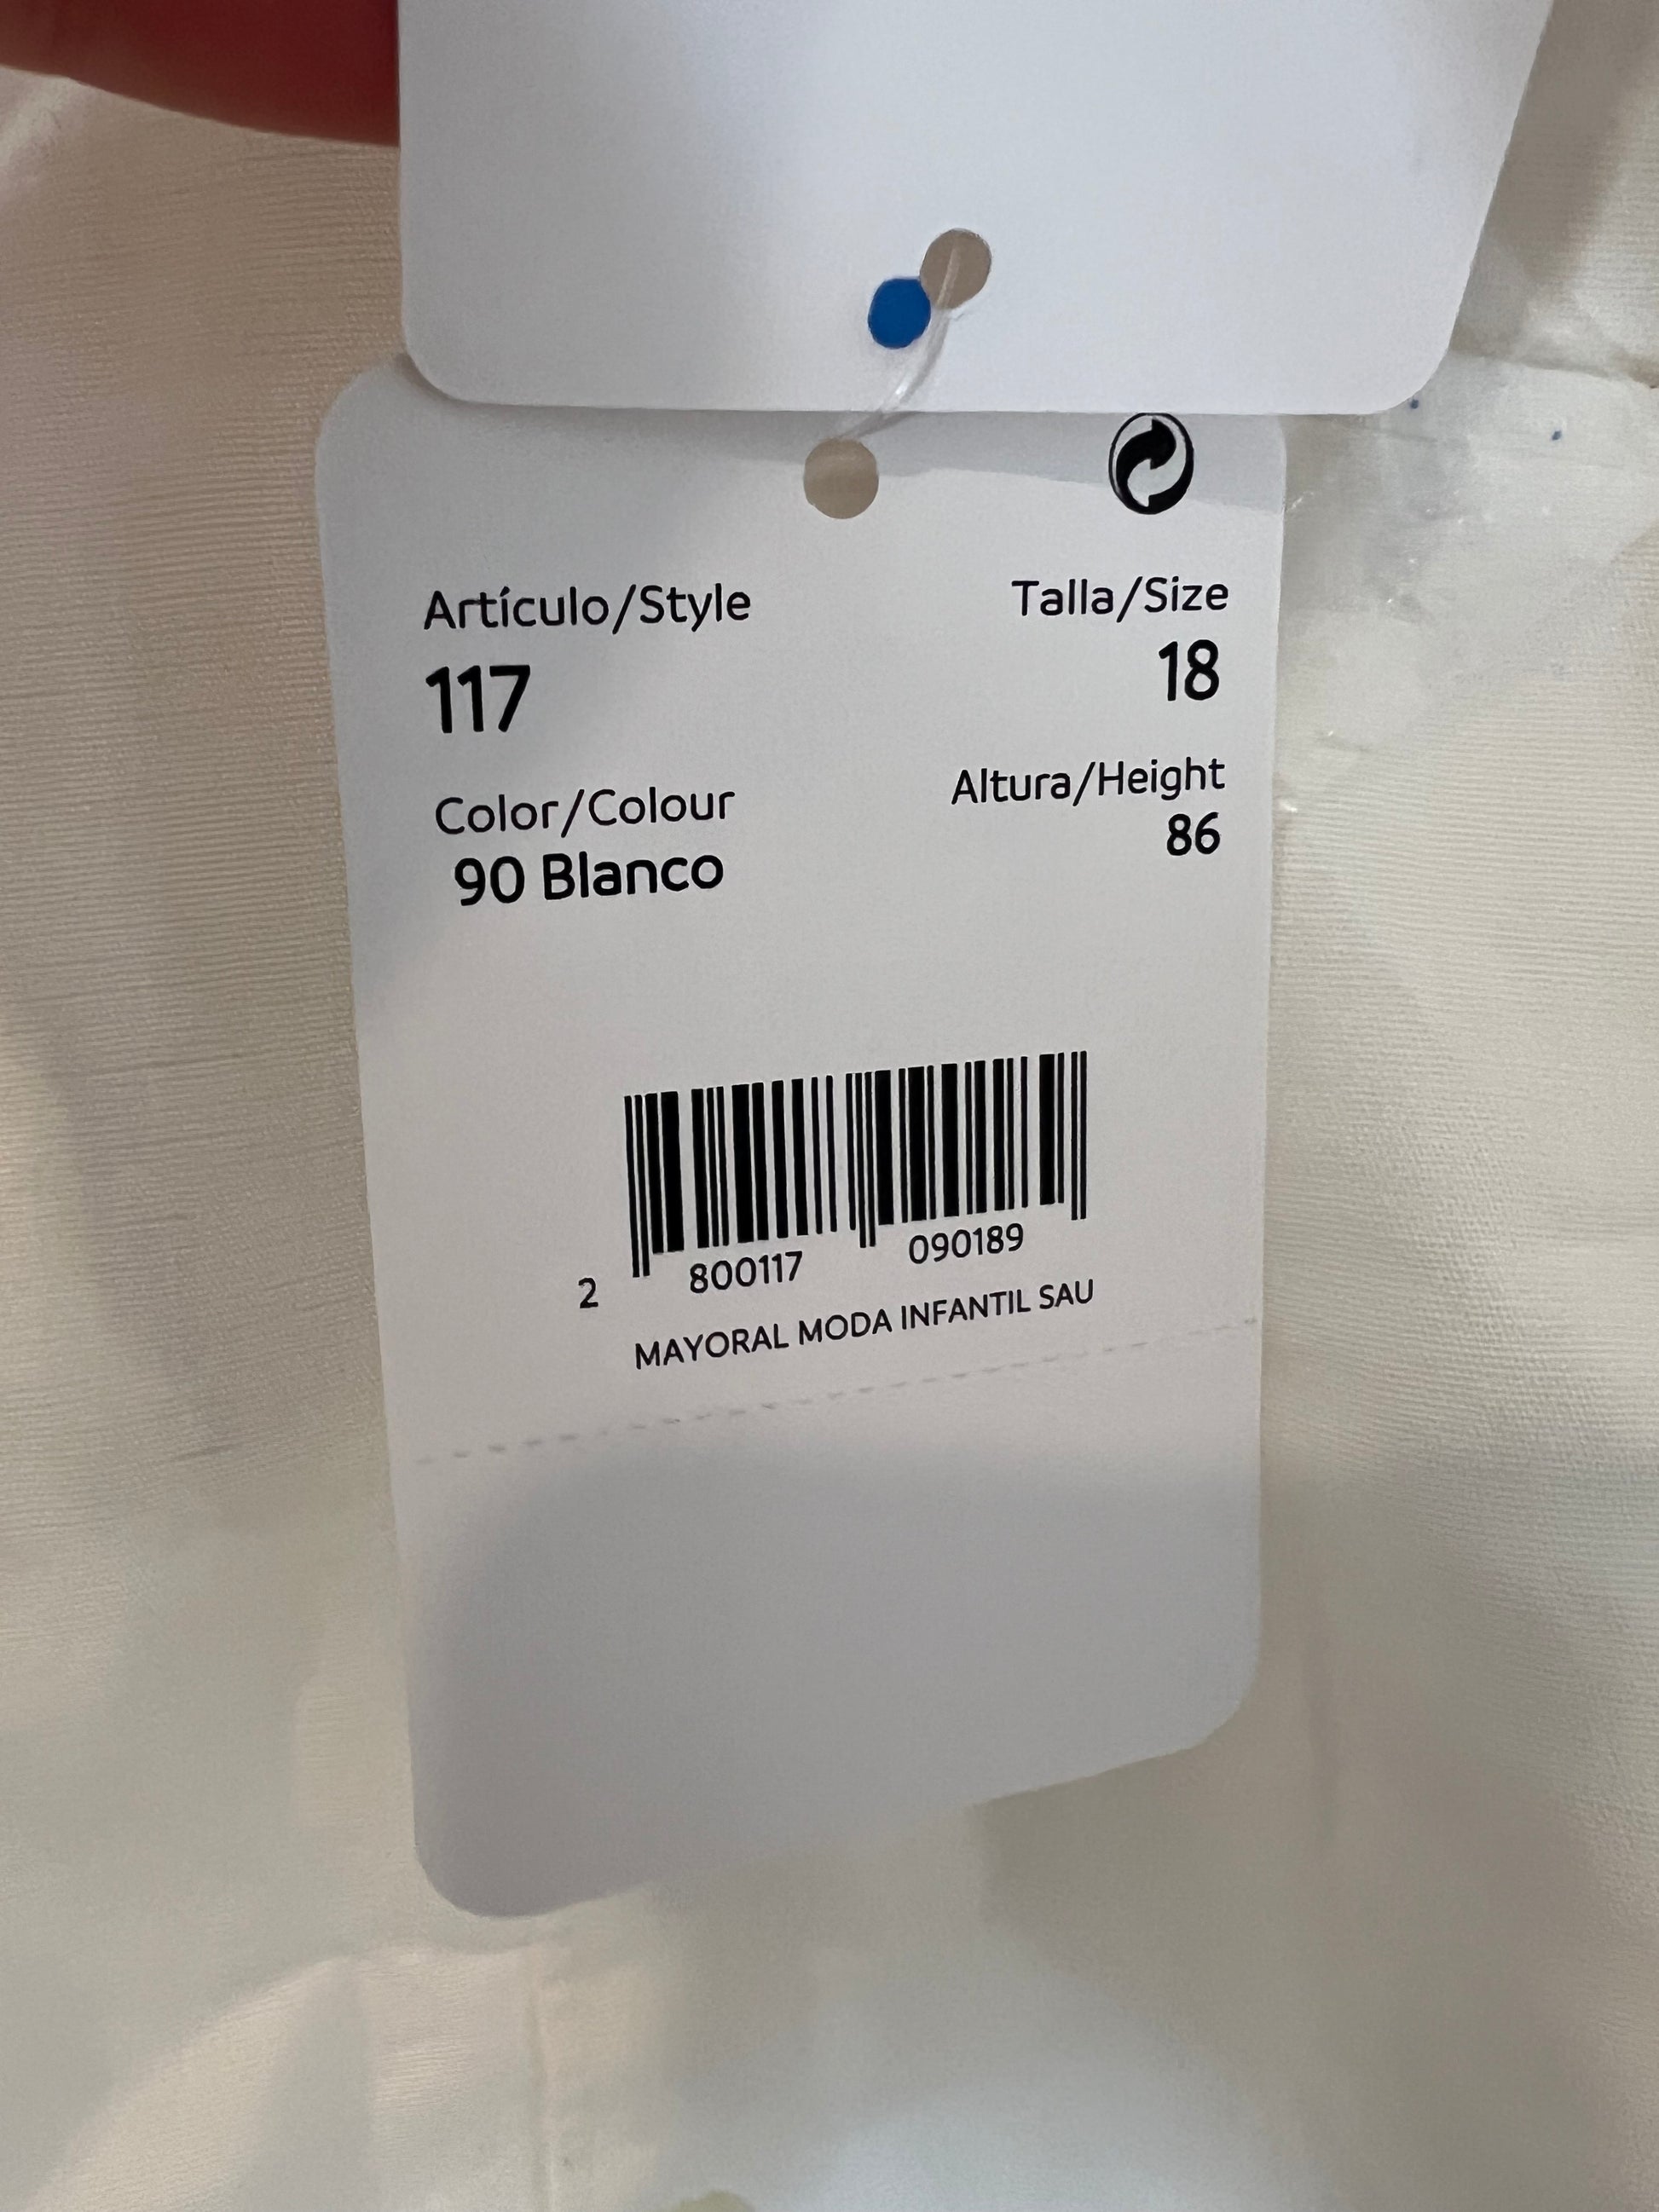 Artículo/Style
117
Talla/Size
18
Color/Colour
90 Blanco
Altura/Height
86
2 800117 090189
MAYORAL MODA INFANTIL SAU